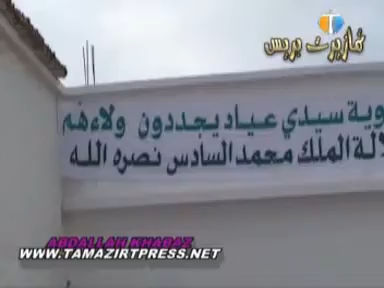 تمازيرت بريس
وية سيدي عياد يجددون ولاءهم
لالة الملك محمد السادس نصره الله
ABDALLAH KHABAZ
WWW.TAMAZIRTPRESS.NET